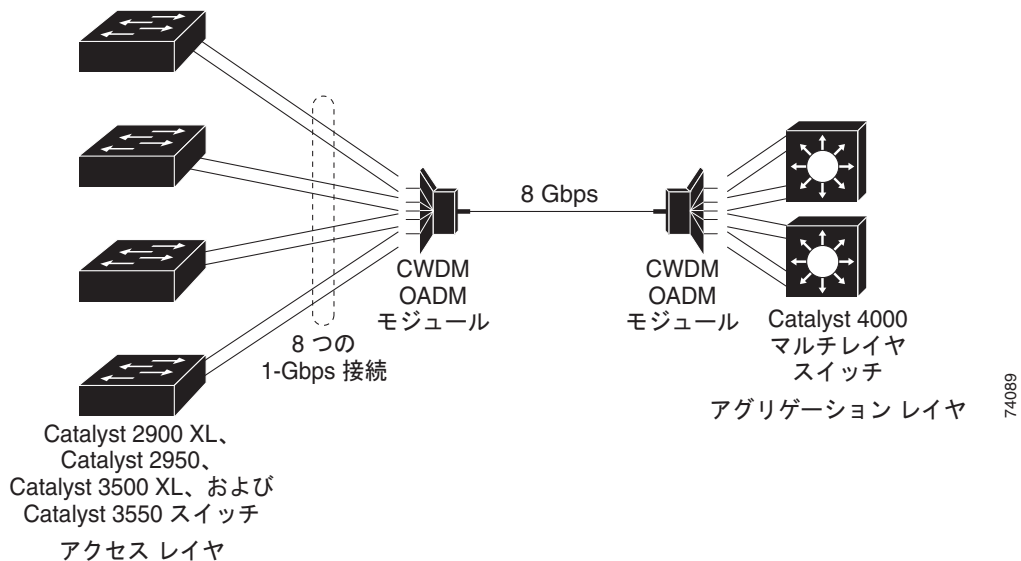 8 Gbps
CWDM
OADM
モジュール
CWDM
OADM
モジュール
8 つの
1-Gbps 接続
Catalyst 4000
マルチレイヤ
スイッチ
アグリゲーション レイヤ
74089
Catalyst 2900 XL、
Catalyst 2950、
Catalyst 3500 XL、および
Catalyst 3550 スイッチ
アクセス レイヤ